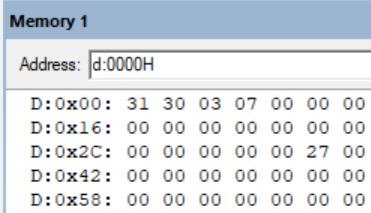 Memory 1
Address: d:0000H
D:0x00: 31 30 03 07 00 00 00
D:0x16: 00 00 00 00 00 00 00
D:0x2C: 00 00 00 00 00 27 00
D:0x42: 00 00 00 00 00 00 00
D:0x58: 00 00 00 00 00 00 00